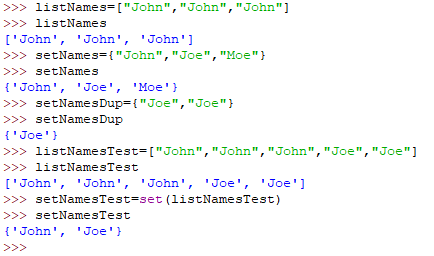 >>> listNames=["John","John","John"]
>>> listNames
['John', 'John', 'John']
>>> setNames={"John","Joe","Moe"}
>>> setNames
{'John', 'Joe', 'Moe'}
>>> setNamesDup={"Joe","Joe"}
>>> setNamesDup
{'Joe'}
>>> listNamesTest=["John","John","John","Joe","Joe"]
>>> listNamesTest
['John', 'John', 'John', 'Joe', 'Joe']
>>> setNamesTest=set(listNamesTest)
>>> setNamesTest
{'John', 'Joe'}
>>>